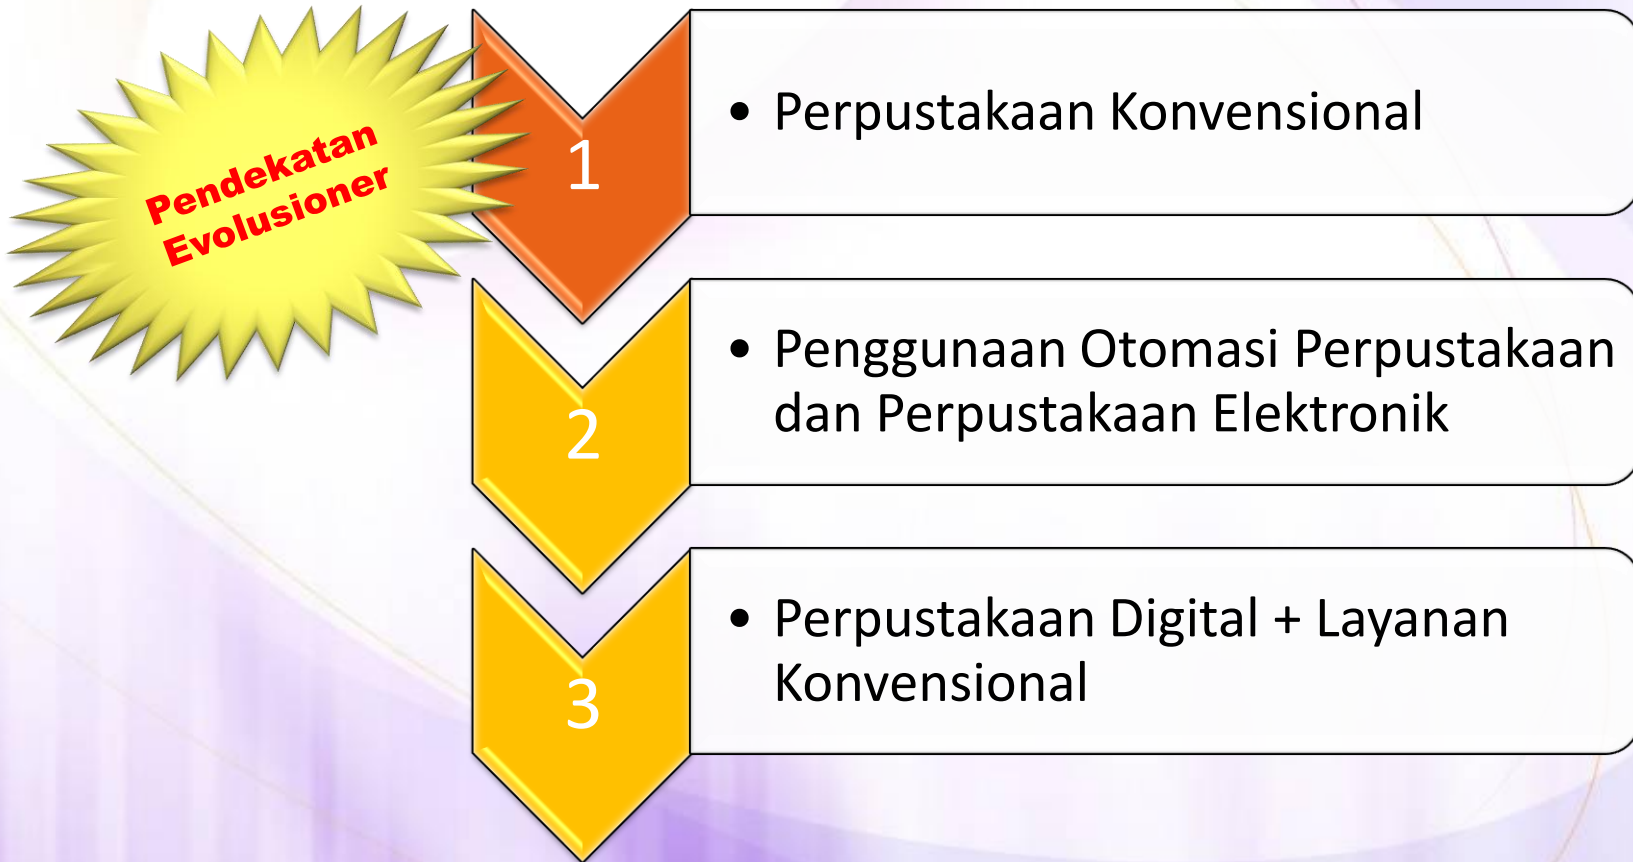 Pendekatan
Evolusioner
1
• Perpustakaan Konvensional
2
• Penggunaan Otomasi Perpustakaan
dan Perpustakaan Elektronik
3
• Perpustakaan Digital + Layanan
Konvensional